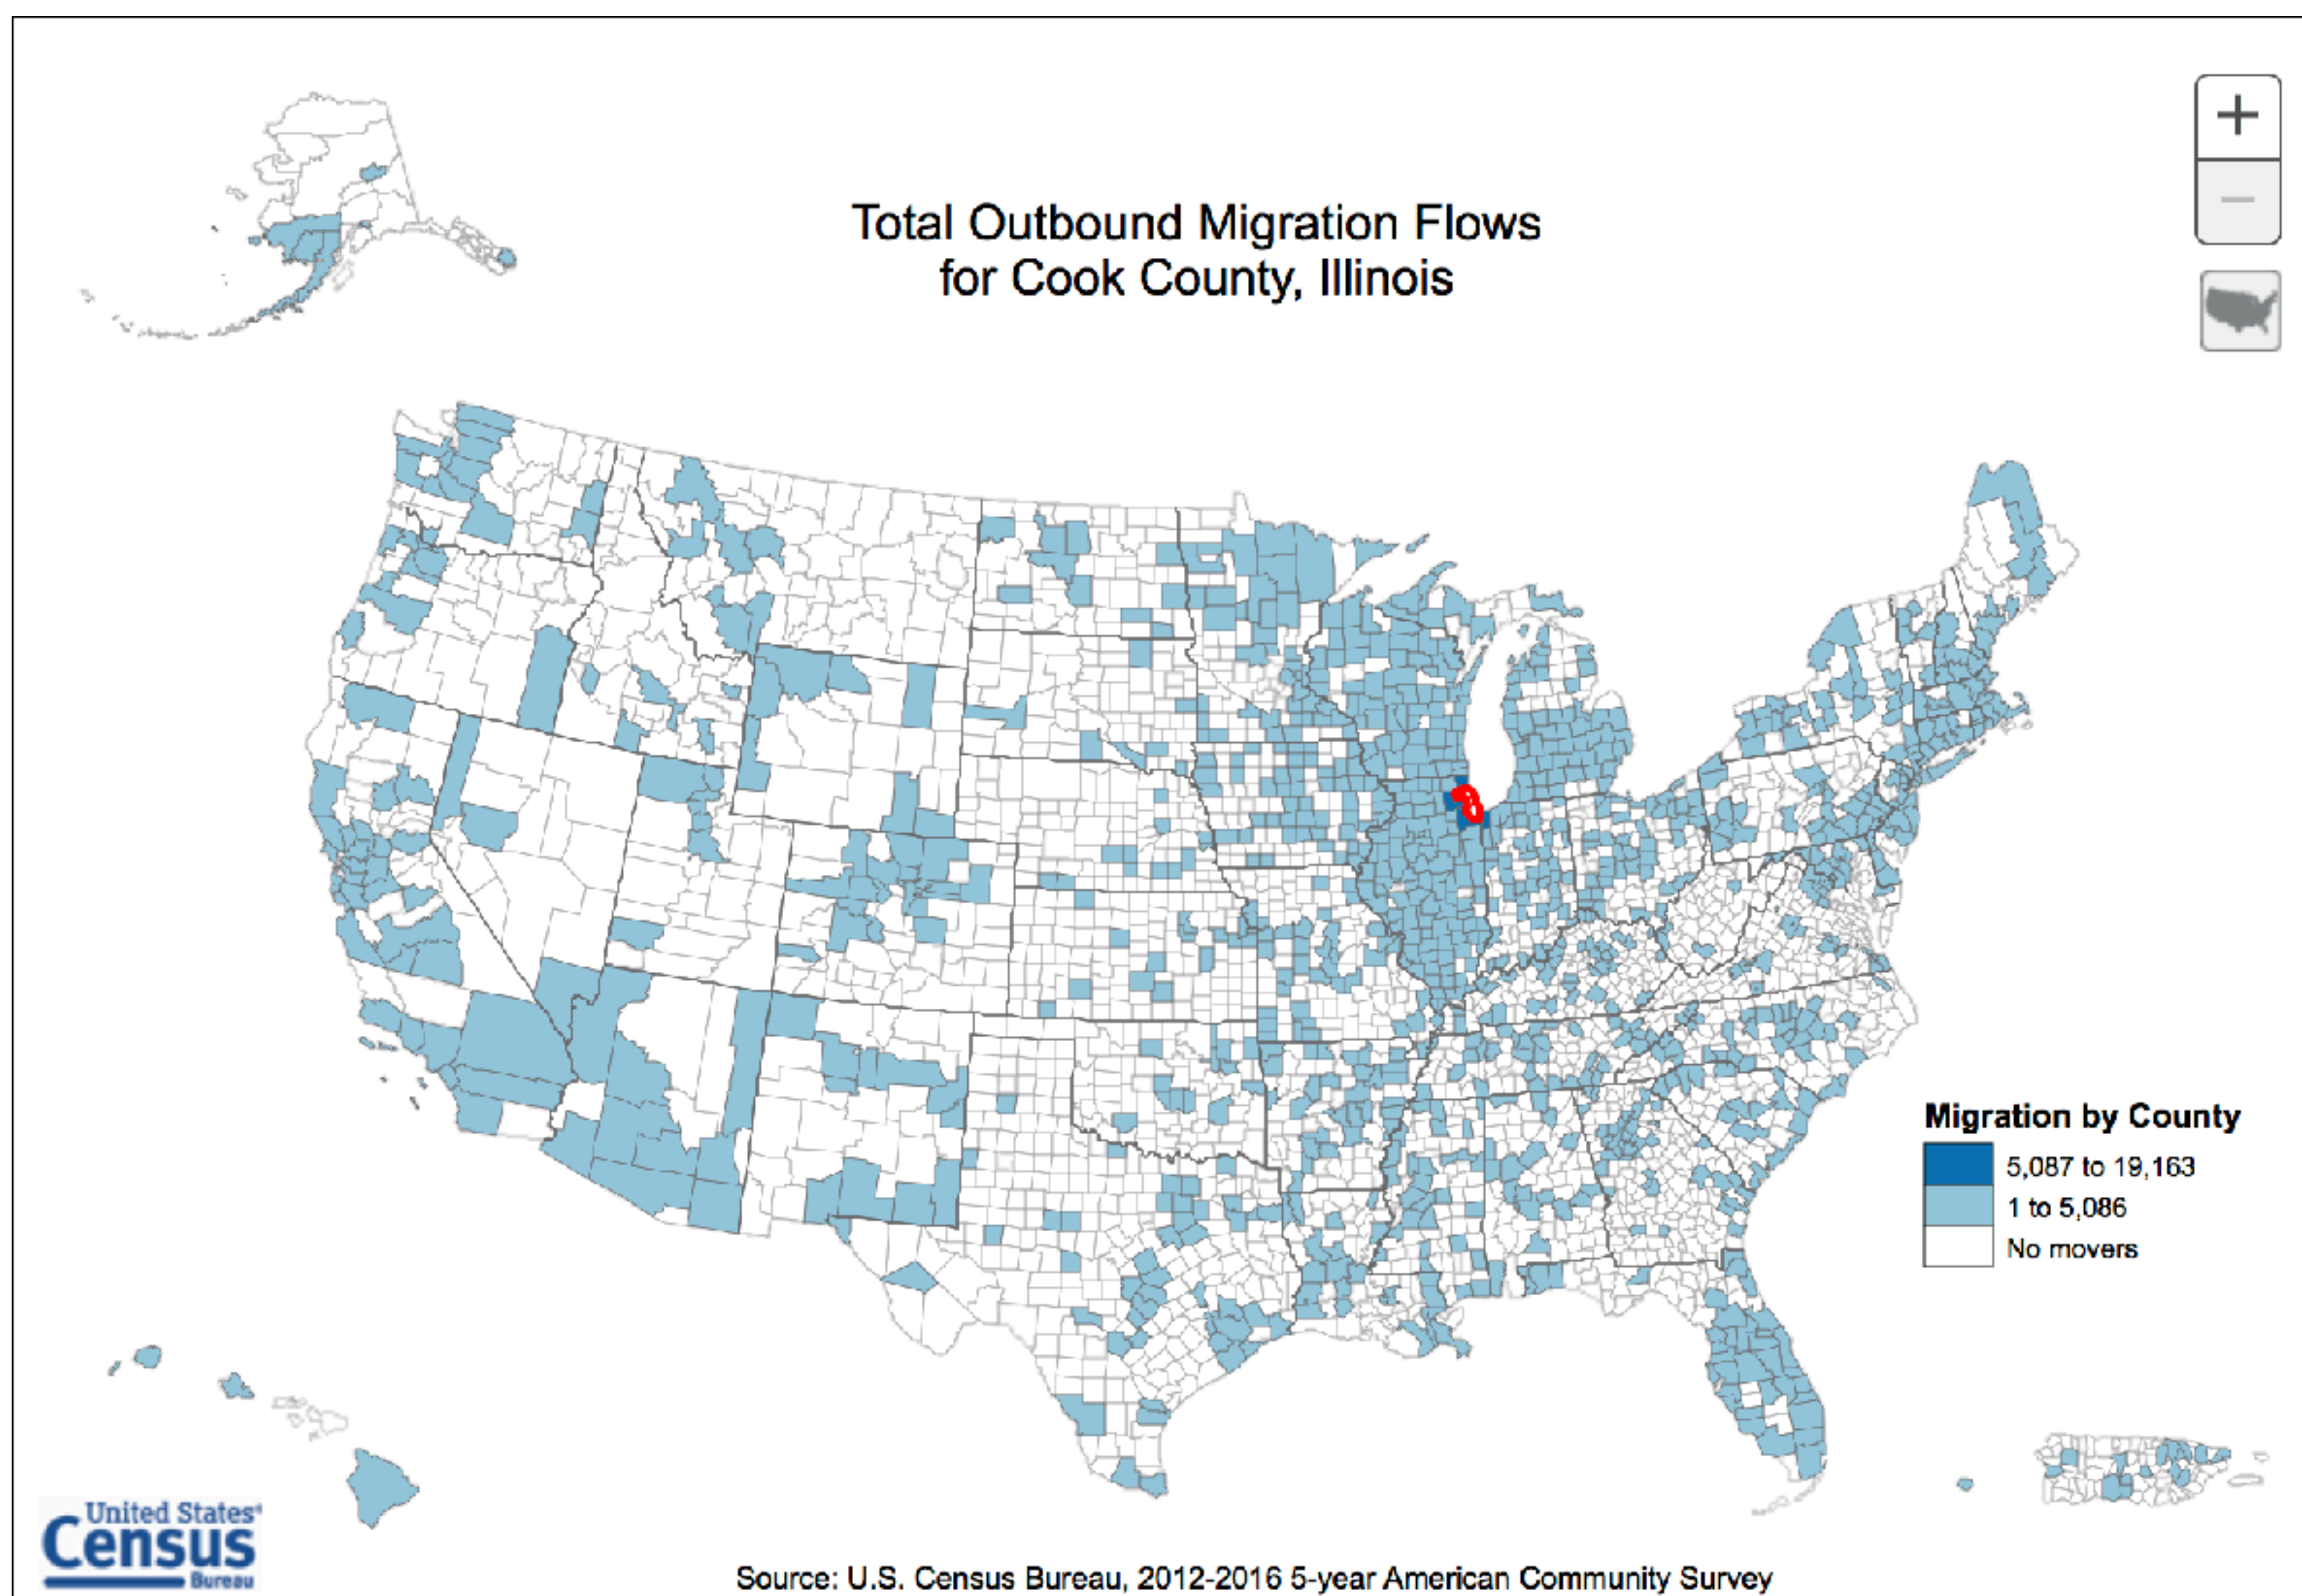 Total Outbound Migration Flows
for Cook County, Illinois
+
−
Migration by County
5,087 to 19,163
1 to 5,086
No movers
United States
Census
Bureau
Source: U.S. Census Bureau, 2012-2016 5-year American Community Survey